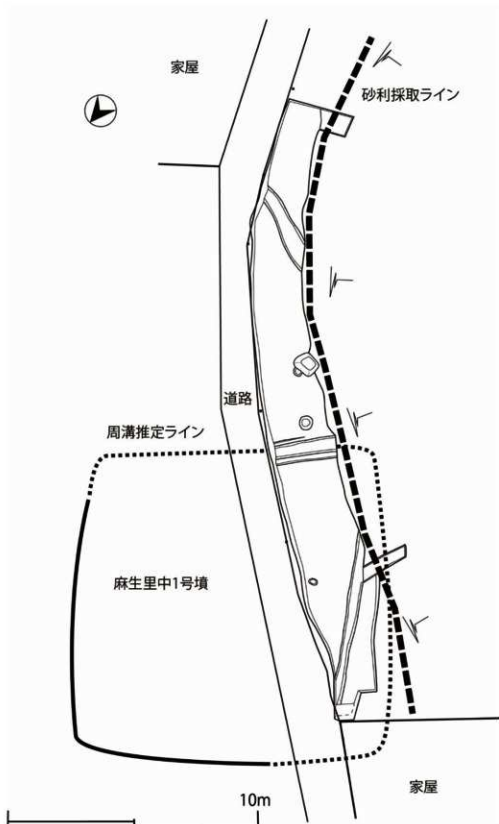 家屋
砂利採取ライン
道路
周溝推定ライン
麻生里中1号墳
家屋
10m